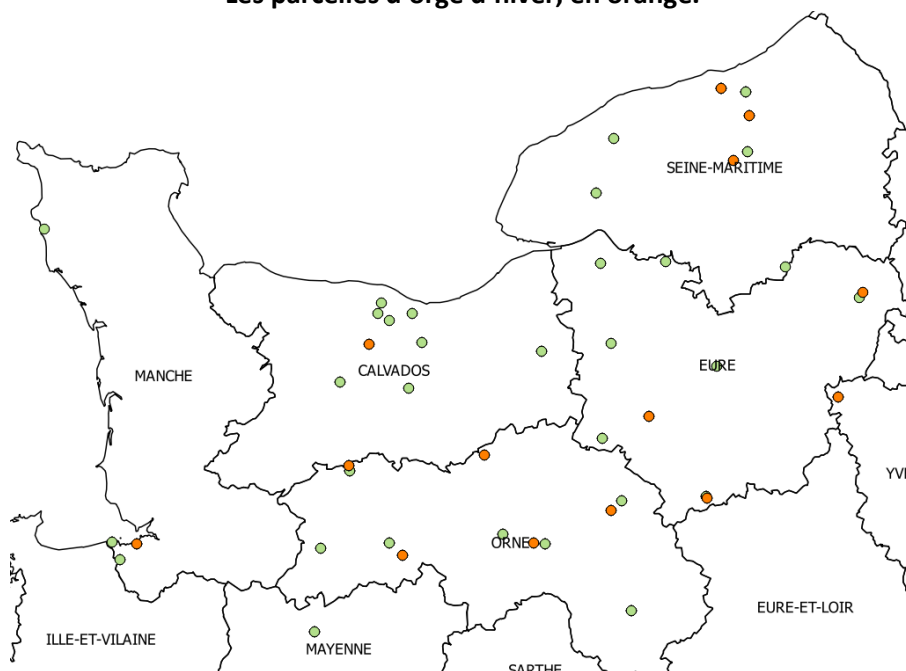 Les parcelles d'orge d'hiver, en orange.
SEINE-MARITIME
MANCHE
CALVADOS
EURE
ORNE
EURE-ET-LOIR
ILLE-ET-VILAINE
MAYENNE
SARTHE